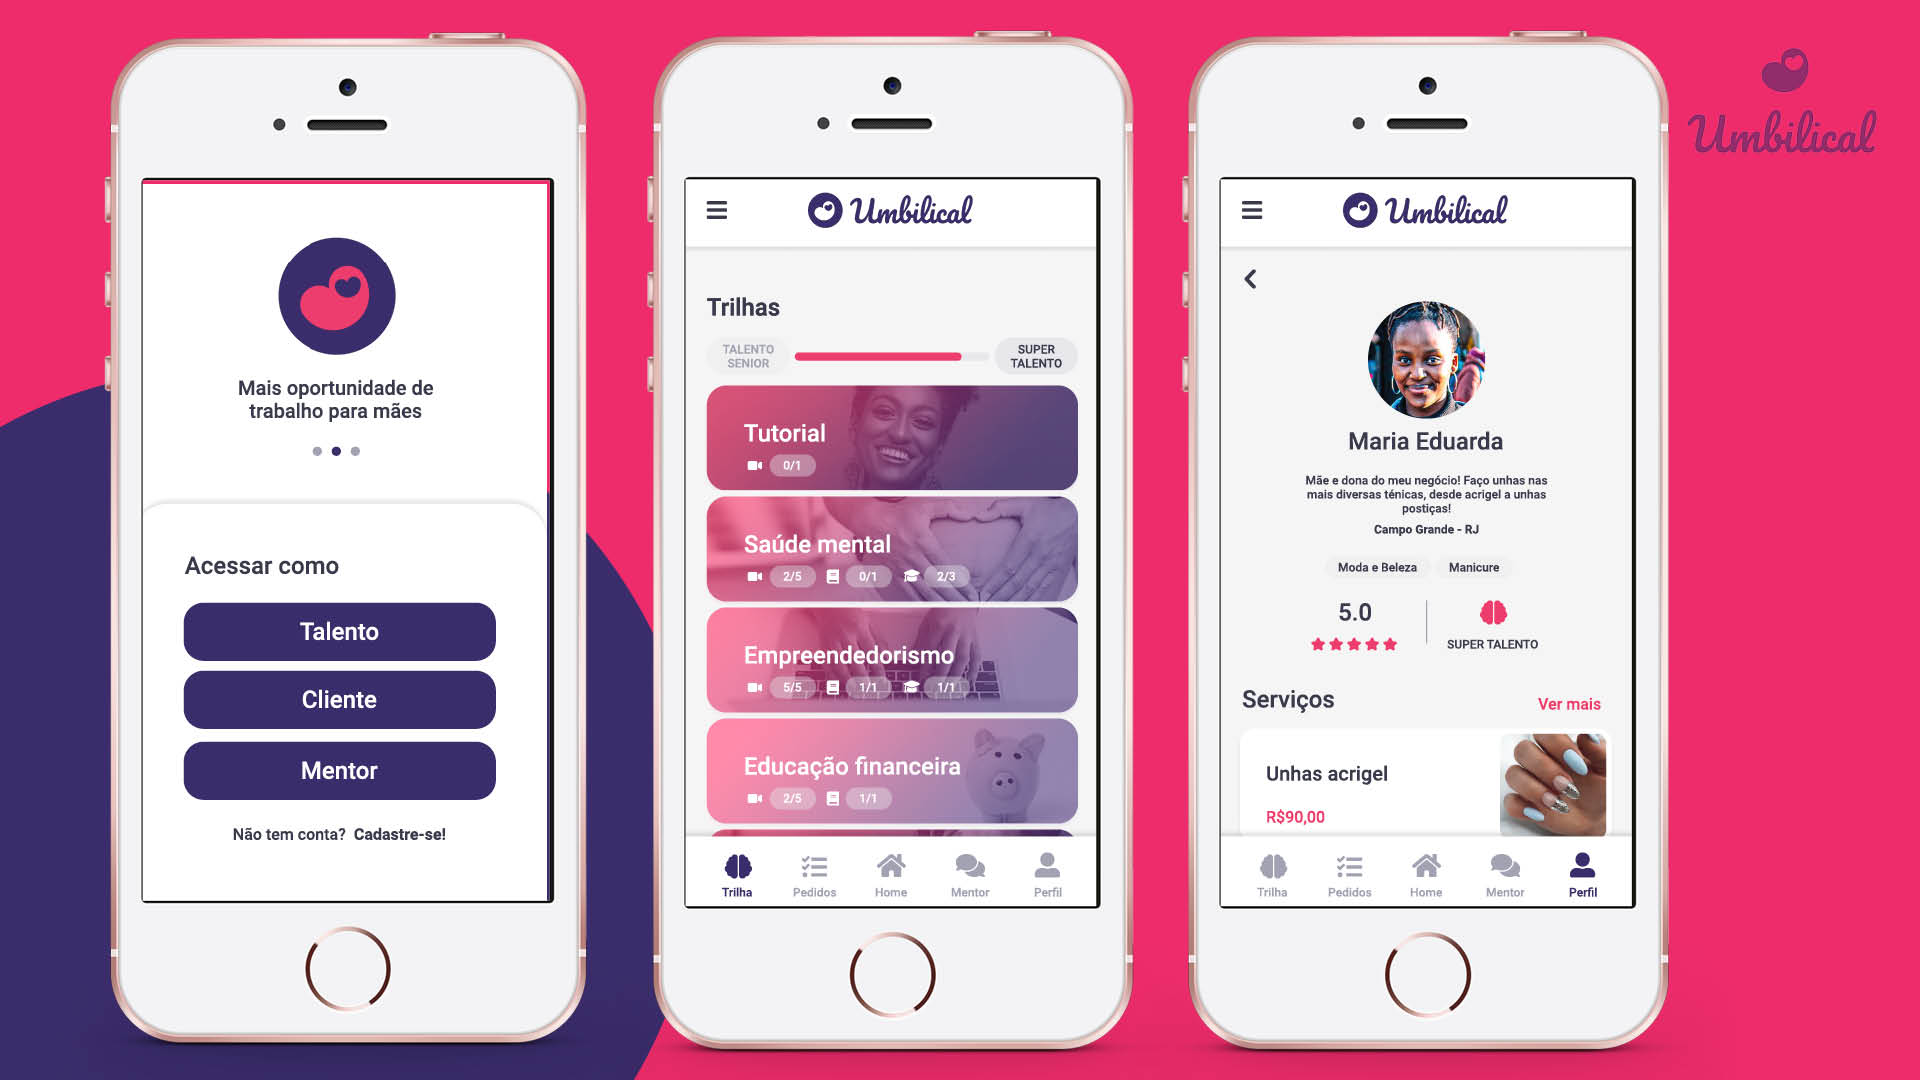 Mais oportunidade de
trabalho para mães
Acessar como
Talento
Cliente
Mentor
Não tem conta? Cadastre-se!
Umbilical
Trilhas
TALENTO
SENIOR
SUPER
TALENTO
Tutorial
0/1
Saúde mental
2/5 0/1 2/3
Empreendedorismo
5/5 1/1 1/1
Educação financeira
2/5 1/1
Trilha Pedidos Home Mentor Perfil
Umbilical
Maria Eduarda
Mãe e dona do meu negócio! Faço unhas nas
mais diversas ténicas, desde acrigel a unhas
postiças!
Campo Grande - RJ
Moda e Beleza Manicure
5.0
SUPER TALENTO
Serviços Ver mais
Unhas acrigel
R$90,00
Trilha Pedidos Home Mentor Perfil
Umbilical